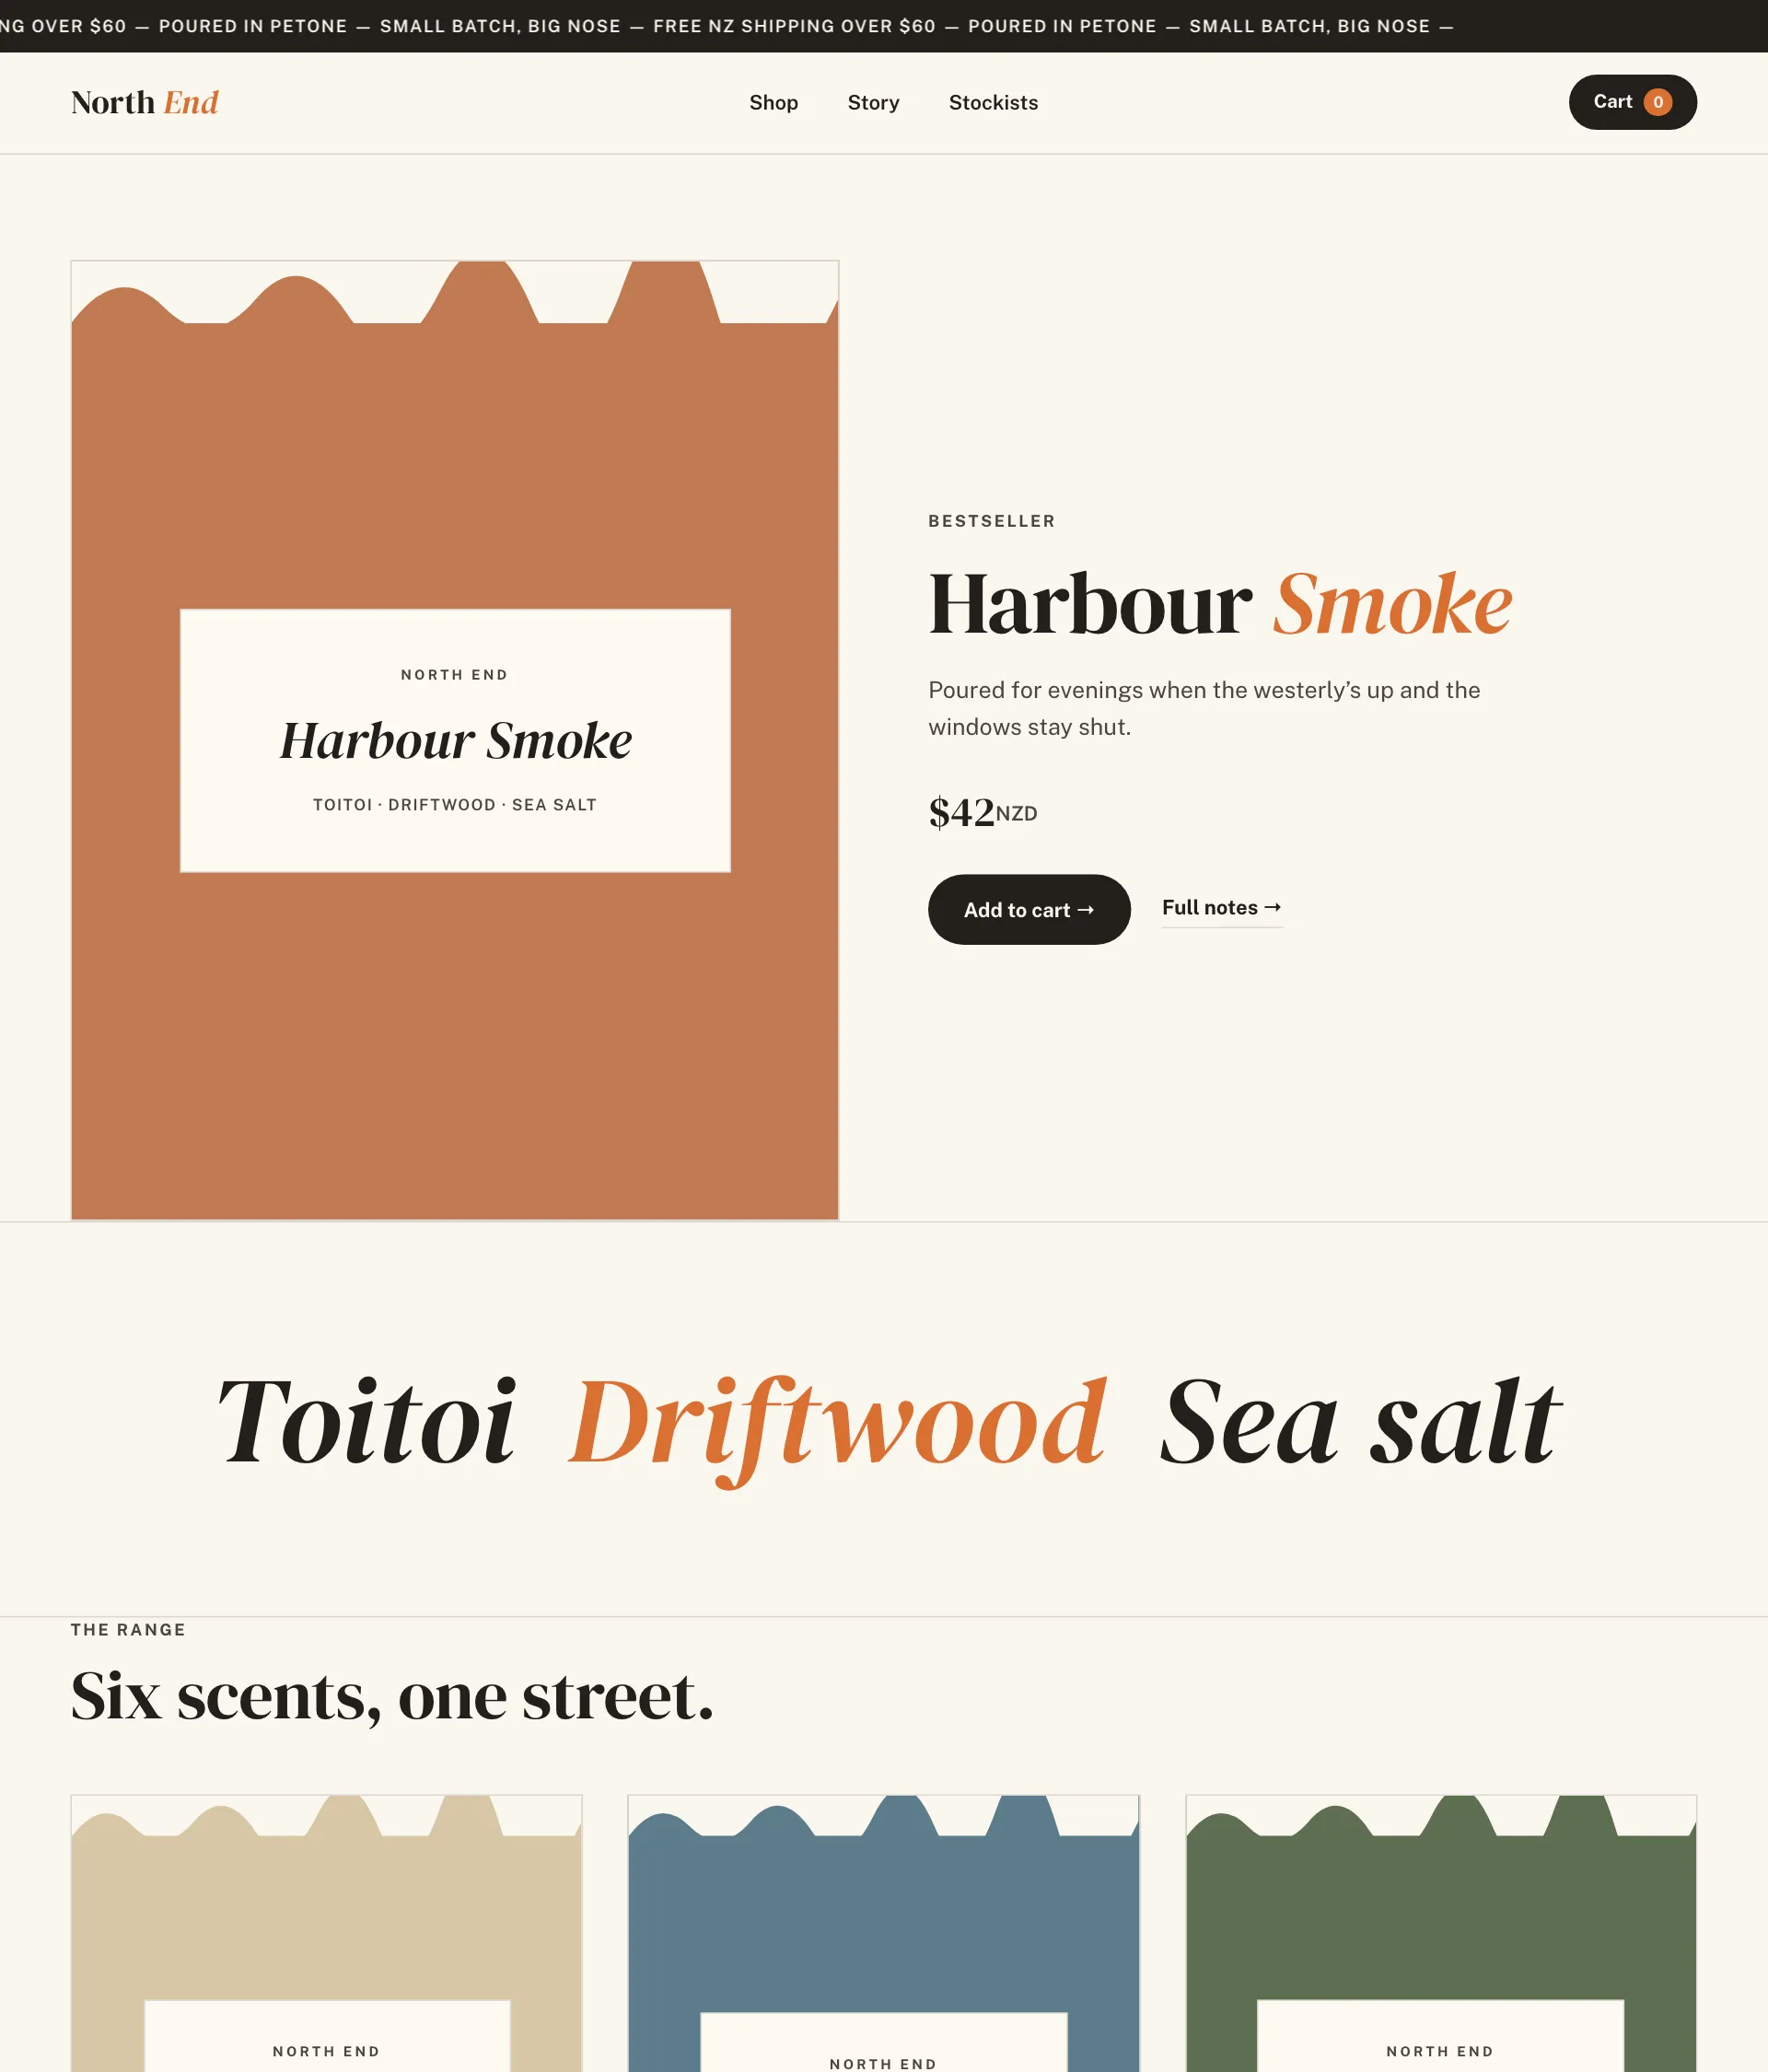 NG OVER $60 — POURED IN PETONE — SMALL BATCH, BIG NOSE — FREE NZ SHIPPING OVER $60 — POURED IN PETONE — SMALL BATCH, BIG NOSE —
North End
Shop Story Stockists
Cart 0
BESTSELLER
Harbour Smoke
Poured for evenings when the westerly’s up and the
windows stay shut.
$42NZD
Add to cart → Full notes →
NORTH END
Harbour Smoke
TOITOI · DRIFTWOOD · SEA SALT
Toitoi Driftwood Sea salt
THE RANGE
Six scents, one street.
NORTH END
NORTH END
NORTH END